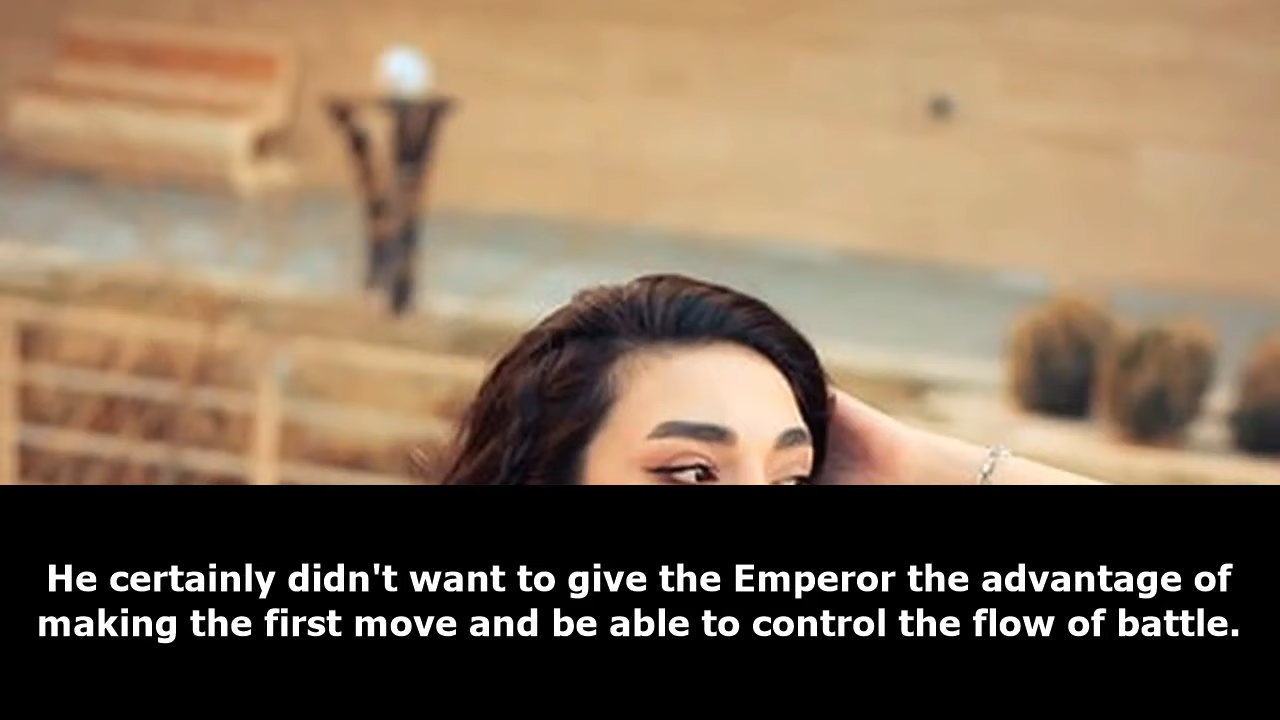 He certainly didn't want to give the Emperor the advantage of
making the first move and be able to control the flow of battle.